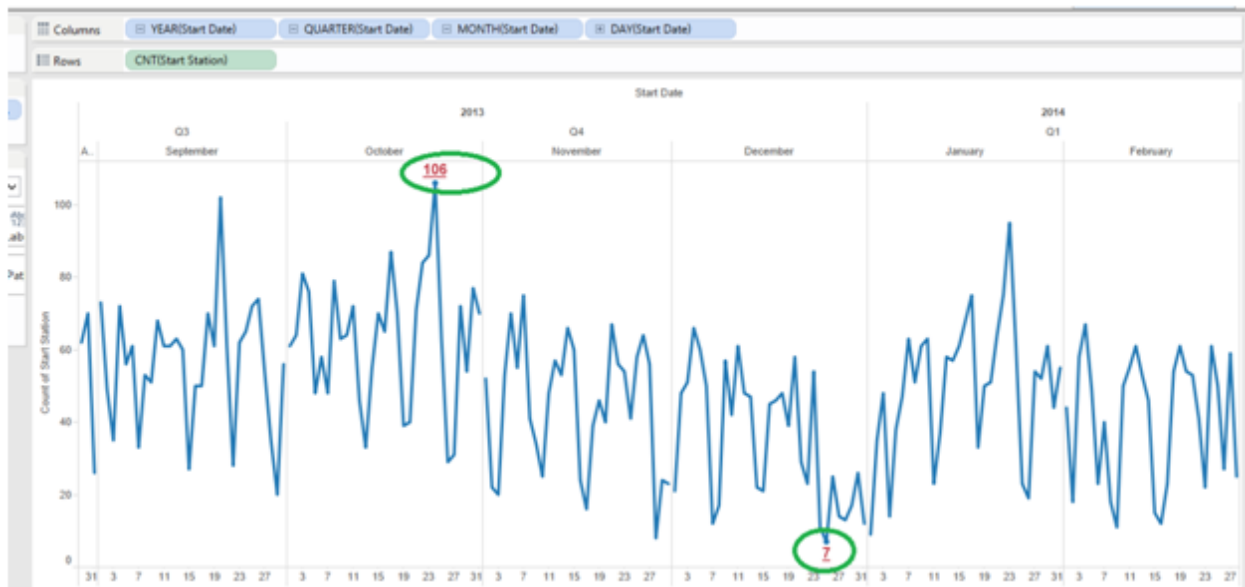 Columns YEAR(Start Date) QUARTER(Start Date) MONTH(Start Date) DAY(Start Date)
Rows CNT(Start Station)
Start Date
2013 2014
Q3 Q4 Q1
A.. September October November December January February
106
100
80
60
40
20
0
Count of Start Station
7
31 3 7 11 15 19 23 27 3 7 11 15 19 23 27 31 3 7 11 15 19 23 27 3 7 11 15 19 23 27 31 3 7 11 15 19 23 27 31 3 7 11 15 19 23 27
Abc
123
Lab
Pat